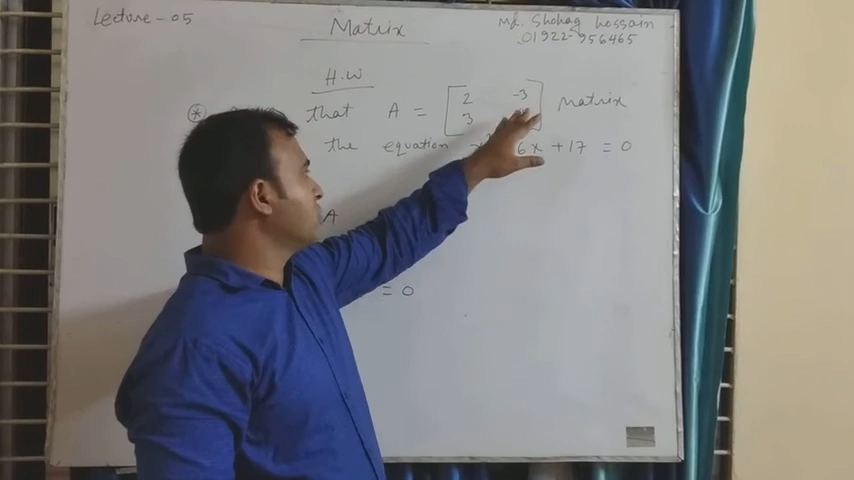 Lecture - 05
Matrix
Md. Shohag Hossain
01922-956465
H.W
that A = [ 2 -3
3 ] Matrix
the equation 6x + 17 = 0
A
= 0